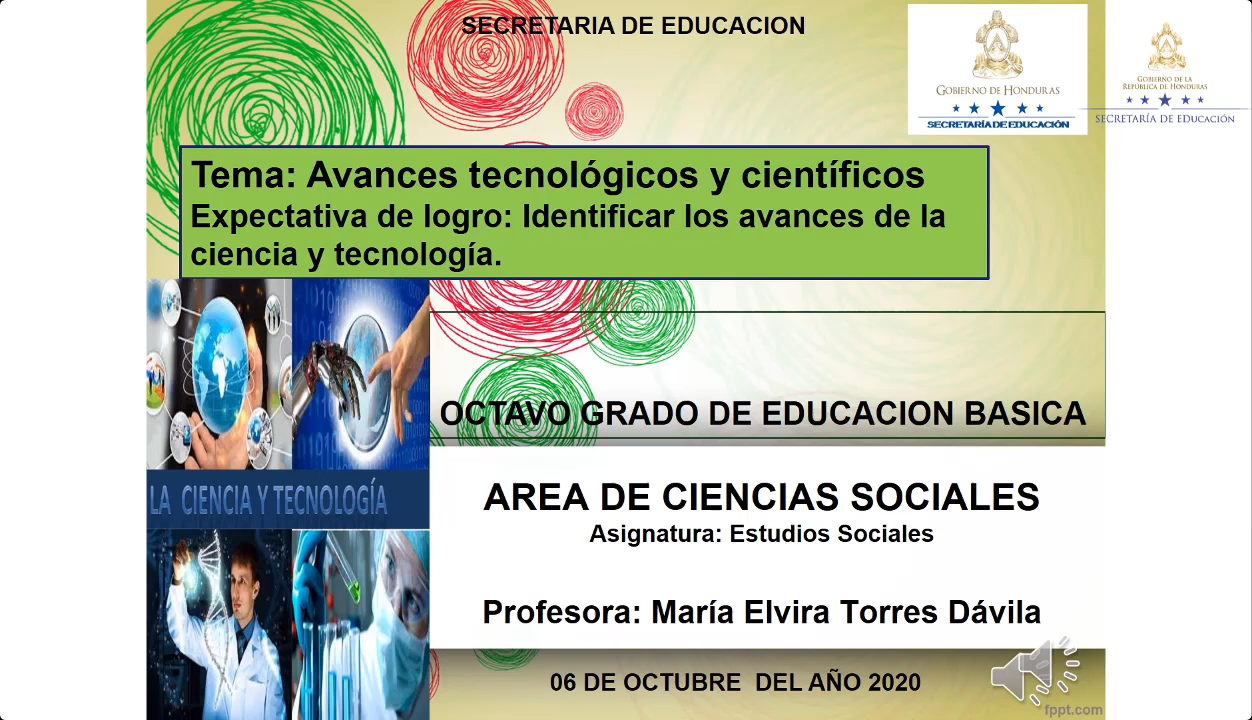 SECRETARIA DE EDUCACION
GOBIERNO DE HONDURAS
SECRETARÍA DE EDUCACIÓN
GOBIERNO DE LA
REPÚBLICA DE HONDURAS
SECRETARÍA DE EDUCACIÓN
Tema: Avances tecnológicos y científicos
Expectativa de logro: Identificar los avances de la
ciencia y tecnología.
OCTAVO GRADO DE EDUCACION BASICA
LA CIENCIA Y TECNOLOGÍA
AREA DE CIENCIAS SOCIALES
Asignatura: Estudios Sociales
Profesora: María Elvira Torres Dávila
06 DE OCTUBRE DEL AÑO 2020
fppt.com